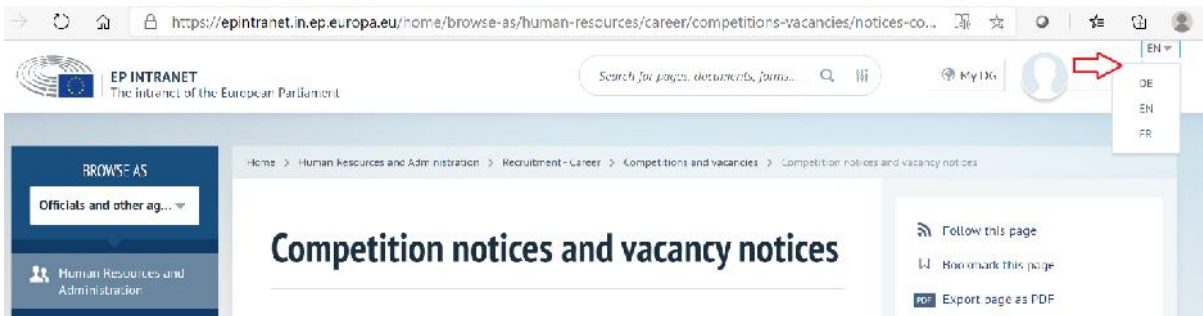 https://epintranet.in.ep.europa.eu/home/browse-as/human-resources/career/competitions-vacancies/notices-co...
EN
EP INTRANET
The intranet of the European Parliament
Search for pages, documents, forms...
My DG
DE
EN
FR
BROWSE AS
Officials and other ag...
Human Resources and
Administration
Home > Human Resources and Administration > Recruitment - Career > Competitions and vacancies > Competition notices and vacancy notices
Competition notices and vacancy notices
Follow this page
Bookmark this page
PDF Export page as PDF